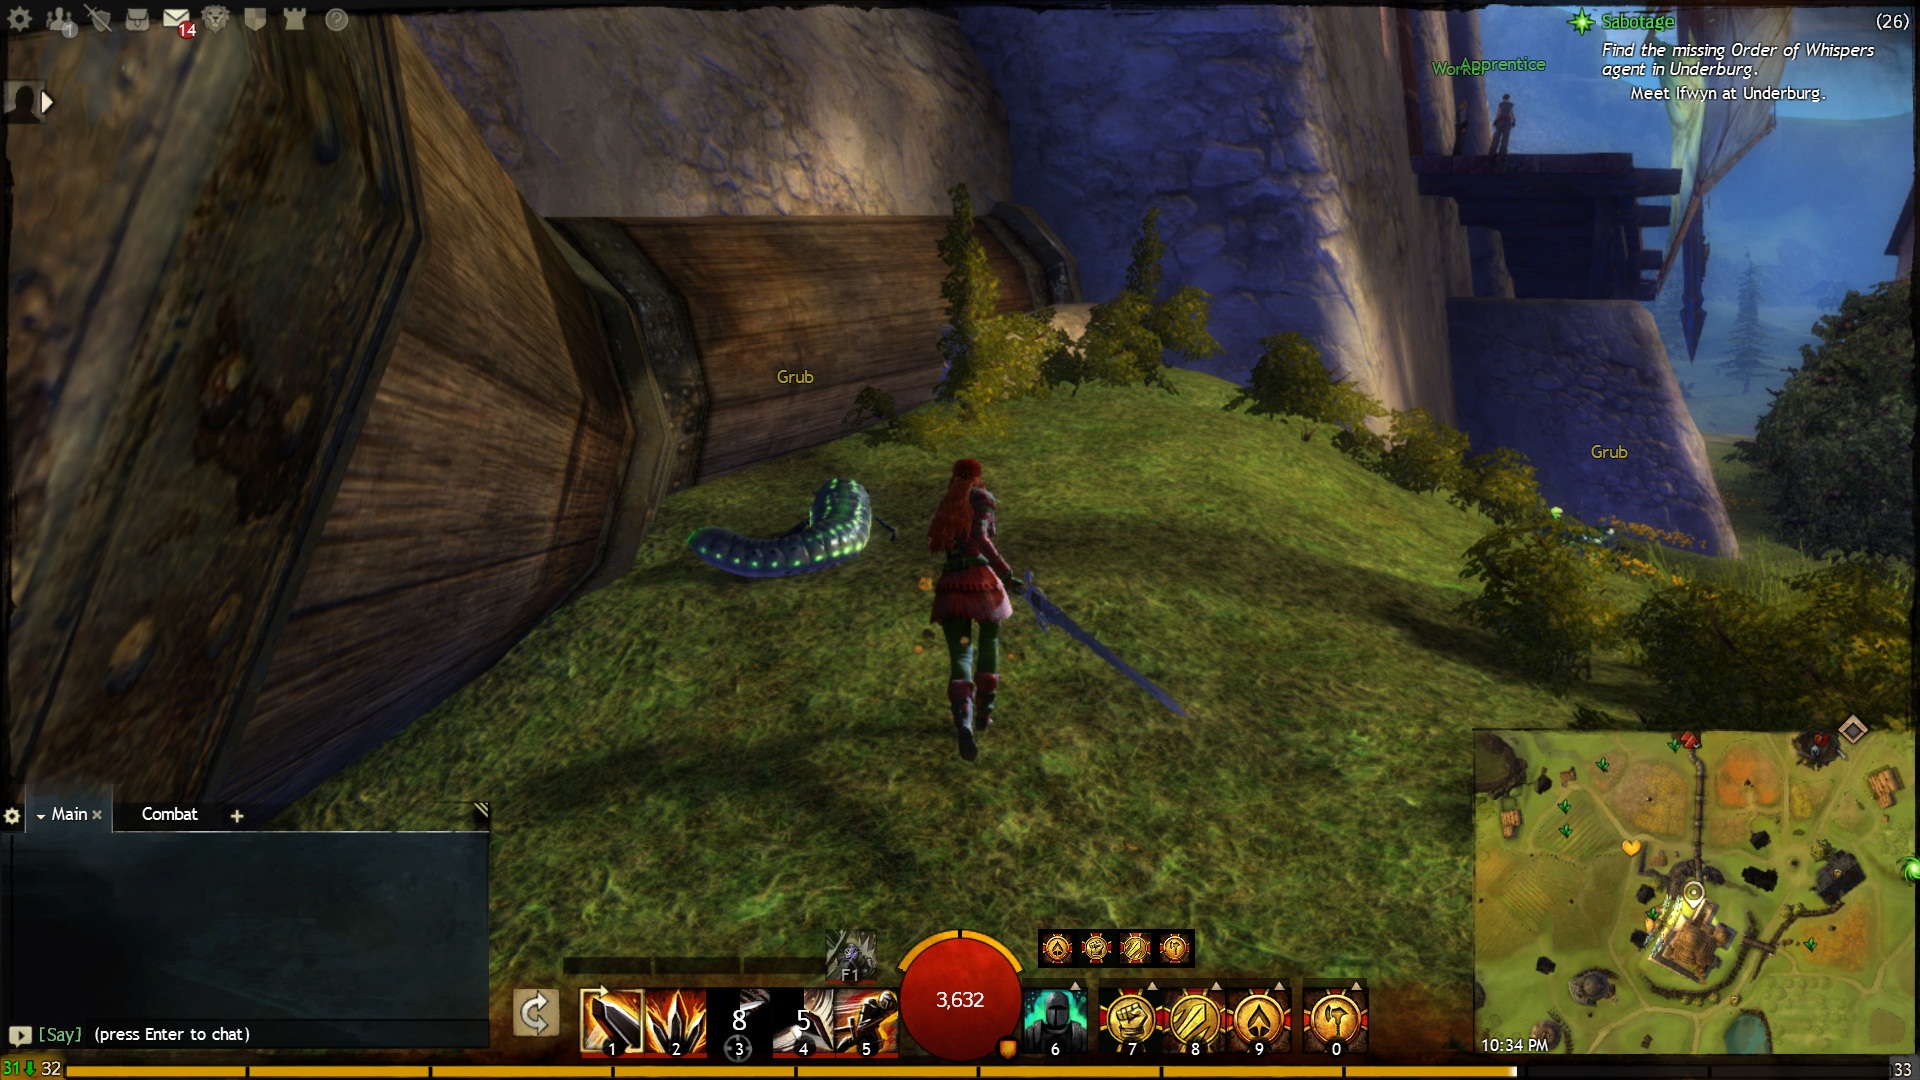 1
14
Sabotage
(26)
Find the missing Order of Whispers
agent in Underburg.
Meet Ifwyn at Underburg.
Worker
Apprentice
Grub
Grub
Main
Combat
[Say] (press Enter to chat)
F1
3,632
8
5
1
2
3
4
5
6
7
8
9
0
10:34 PM
31
32
33